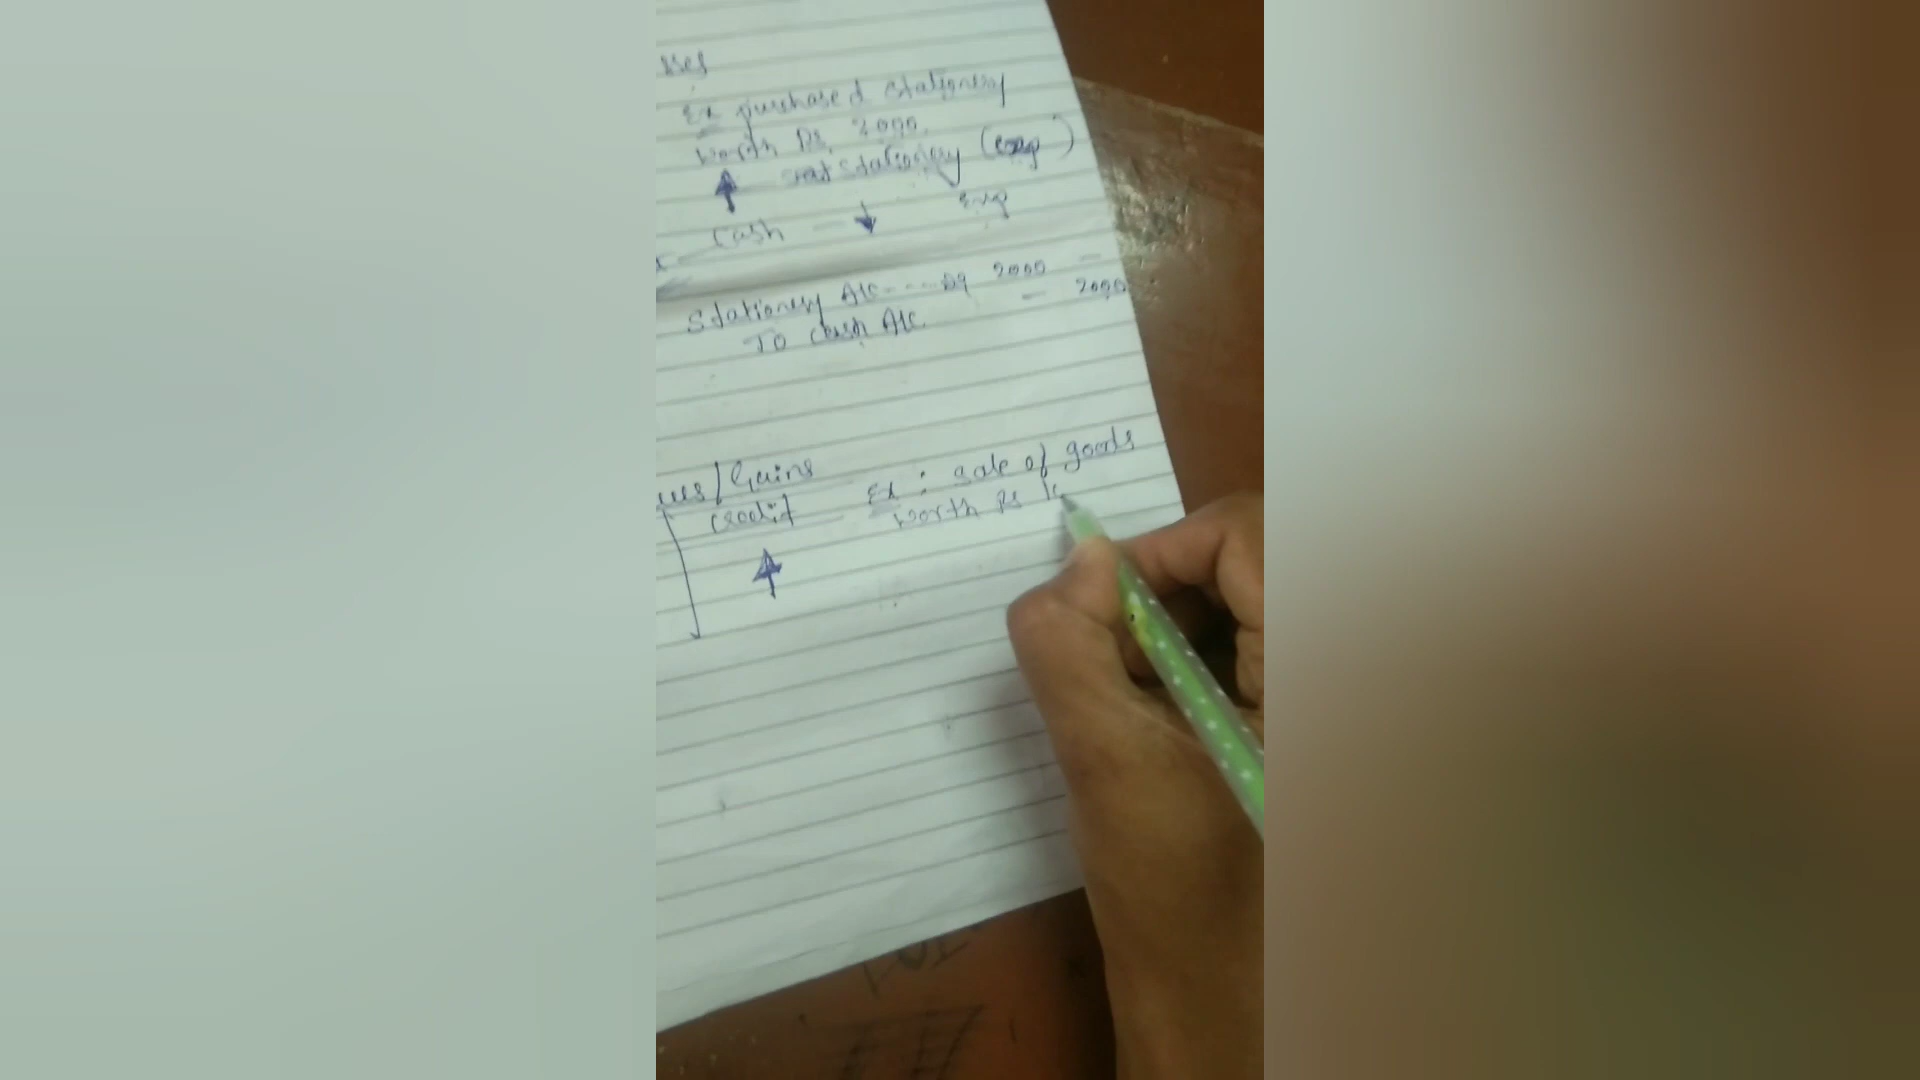 Ex purchased stationery
worth Rs. 2000.
stationery (exp)
Exp
Cash
Stationery A/c --- Dr 2000 -
To Cash A/c. - 2000
/Gains
Credit
Ex : sale of goods
worth Rs